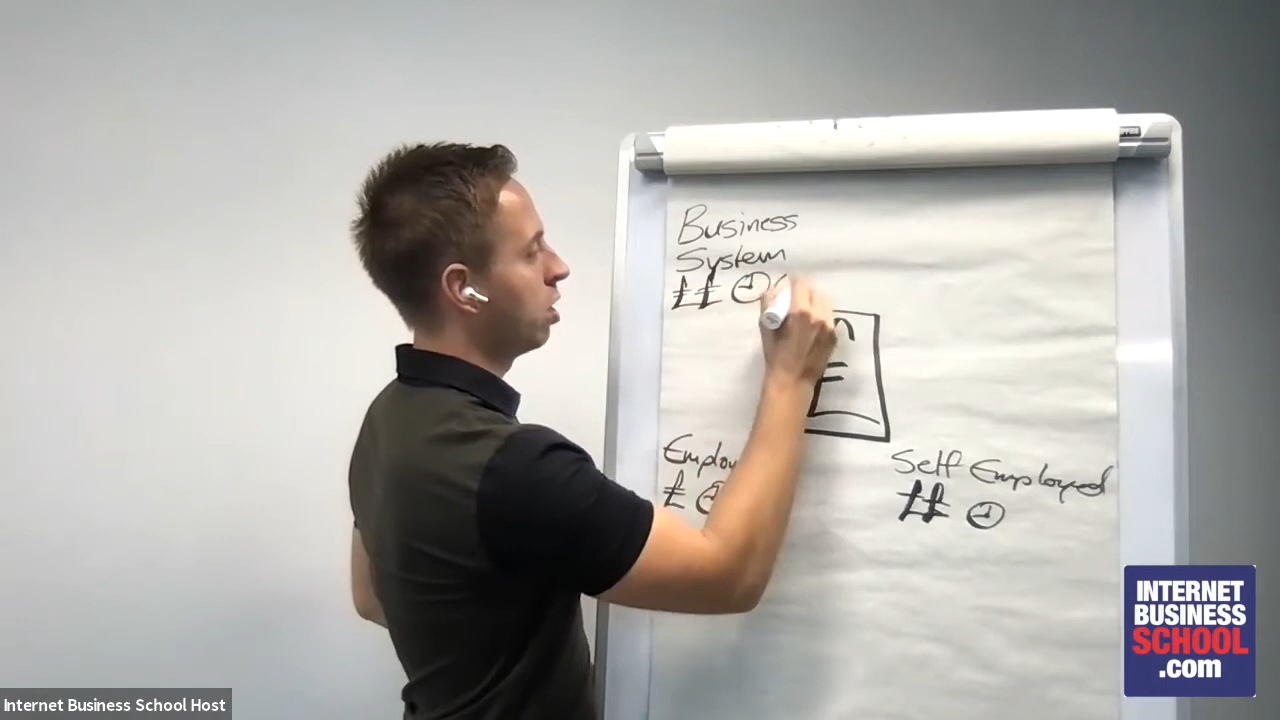 Business
System
££
Self Employed
£
££
INTERNET
BUSINESS
SCHOOL
.com
Internet Business School Host